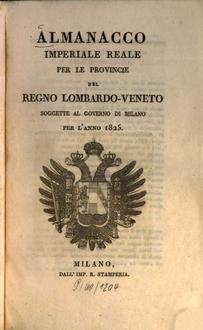 ALMANACCO
IMPERIALE REALE
PER LE PROVINCIE
DEL
REGNO LOMBARDO-VENETO
SOGGETTE AL GOVERNO DI MILANO
PER L'ANNO 1825.
MILANO,
DALL' IMP. R. STAMPERIA.